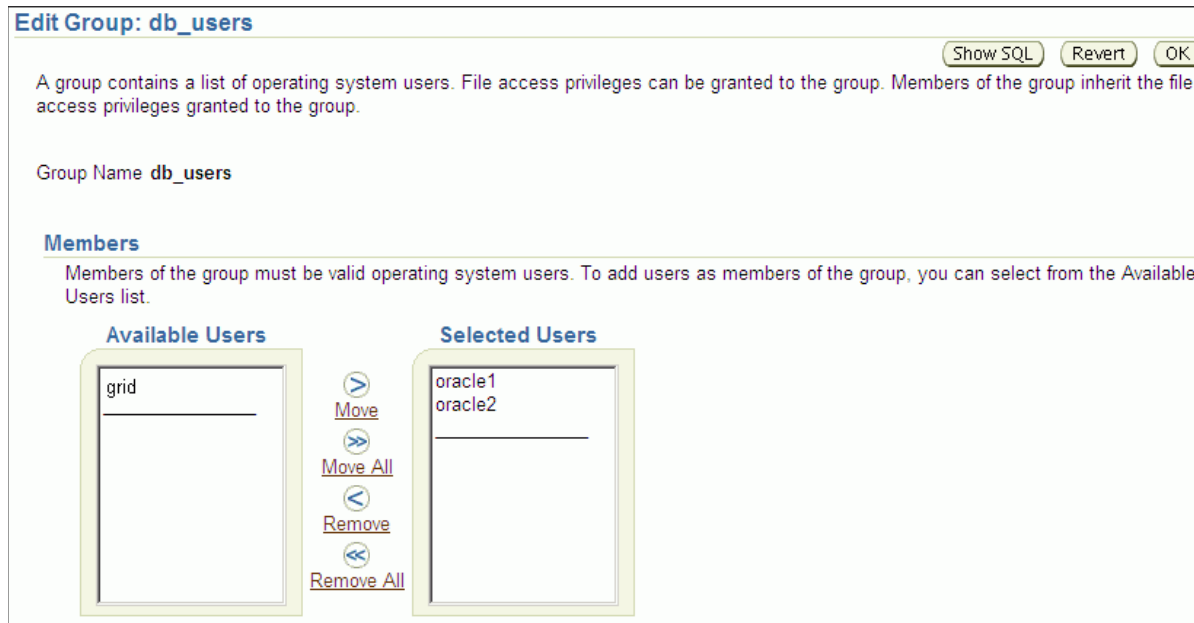 Edit Group: db_users
Show SQL Revert OK
A group contains a list of operating system users. File access privileges can be granted to the group. Members of the group inherit the file
access privileges granted to the group.
Group Name db_users
Members
Members of the group must be valid operating system users. To add users as members of the group, you can select from the Available
Users list.
Available Users Selected Users
grid
oracle1
oracle2
Move
Move All
Remove
Remove All